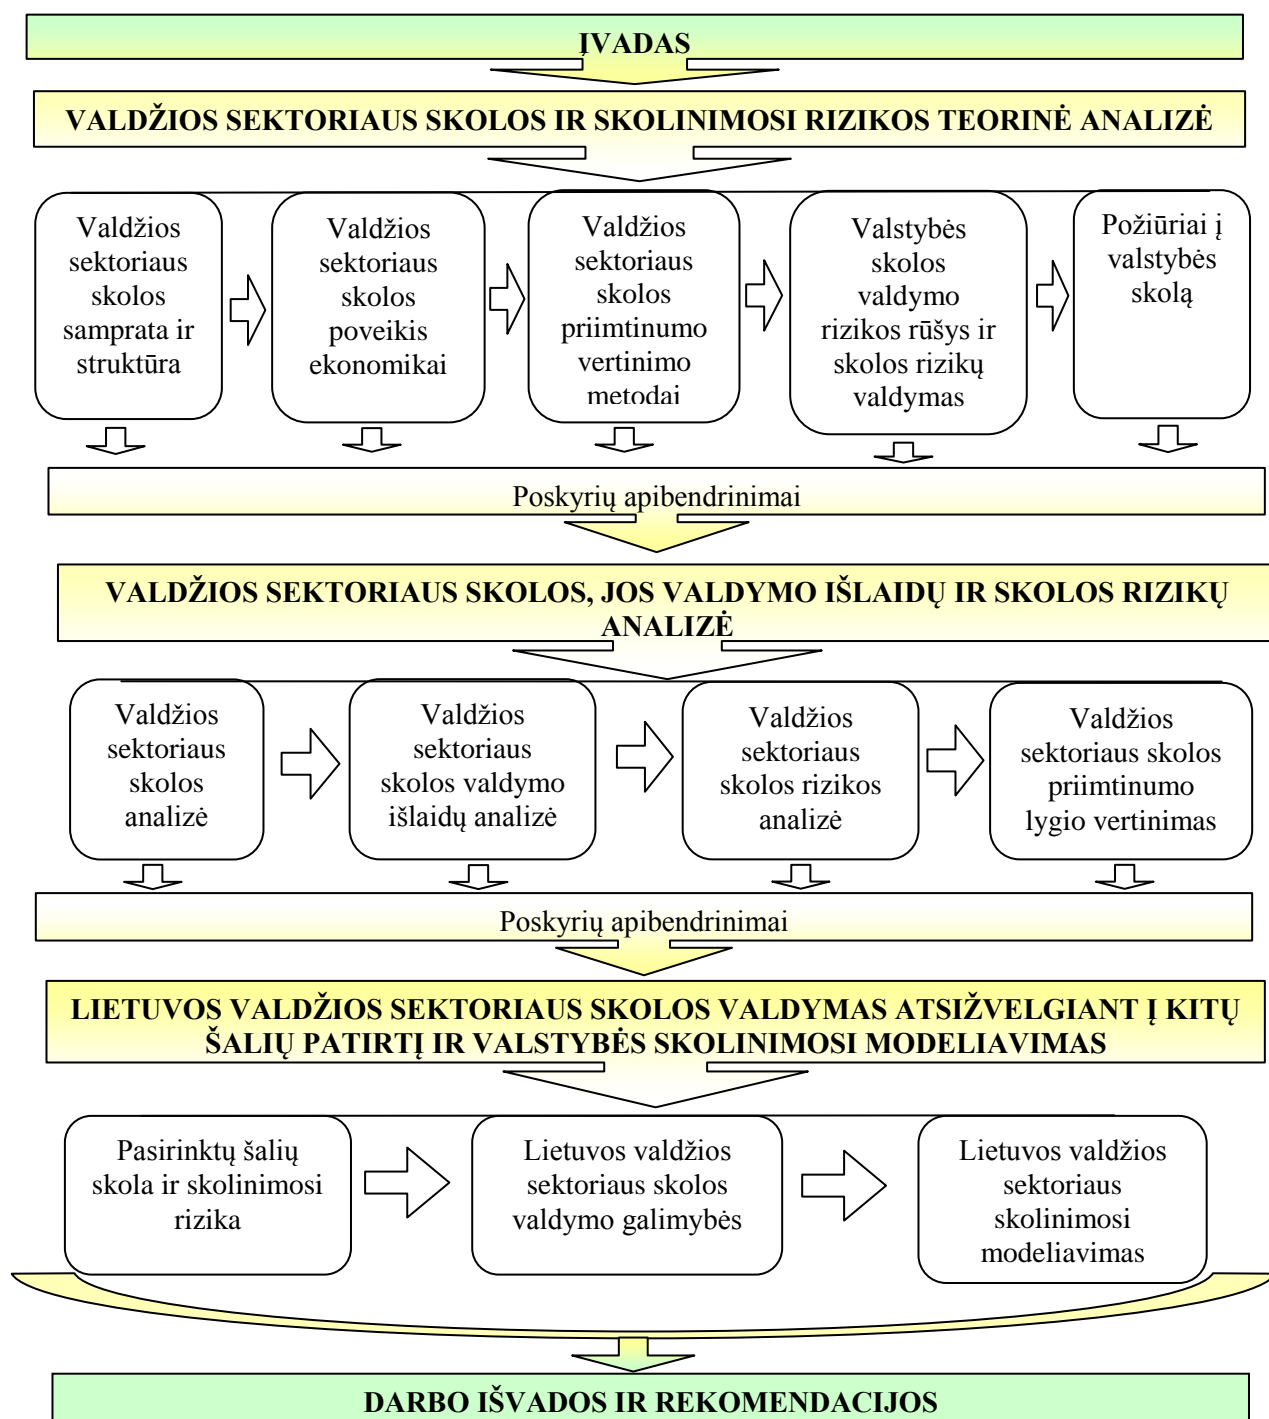 ĮVADAS
VALDŽIOS SEKTORIAUS SKOLOS IR SKOLINIMOSI RIZIKOS TEORINĖ ANALIZĖ
Valdžios
sektoriaus
skolos
samprata ir
struktūra
Valdžios
sektoriaus
skolos
poveikis
ekonomikai
Valdžios
sektoriaus
skolos
priimtinumo
vertinimo
metodai
Valstybės
skolos
valdymo
rizikos rūšys ir
skolos rizikų
valdymas
Požiūriai į
valstybės
skolą
Poskyrių apibendrinimai
VALDŽIOS SEKTORIAUS SKOLOS, JOS VALDYMO IŠLAIDŲ IR SKOLOS RIZIKŲ
ANALIZĖ
Valdžios
sektoriaus
skolos
analizė
Valdžios
sektoriaus
skolos valdymo
išlaidų analizė
Valdžios
sektoriaus
skolos rizikos
analizė
Valdžios
sektoriaus skolos
priimtinumo
lygio vertinimas
Poskyrių apibendrinimai
LIETUVOS VALDŽIOS SEKTORIAUS SKOLOS VALDYMAS ATSIŽVELGIANT Į KITŲ
ŠALIŲ PATIRTĮ IR VALSTYBĖS SKOLINIMOSI MODELIAVIMAS
Pasirinktų šalių
skola ir skolinimosi
rizika
Lietuvos valdžios
sektoriaus skolos
valdymo galimybės
Lietuvos valdžios
sektoriaus
skolinimosi
modeliavimas
DARBO IŠVADOS IR REKOMENDACIJOS